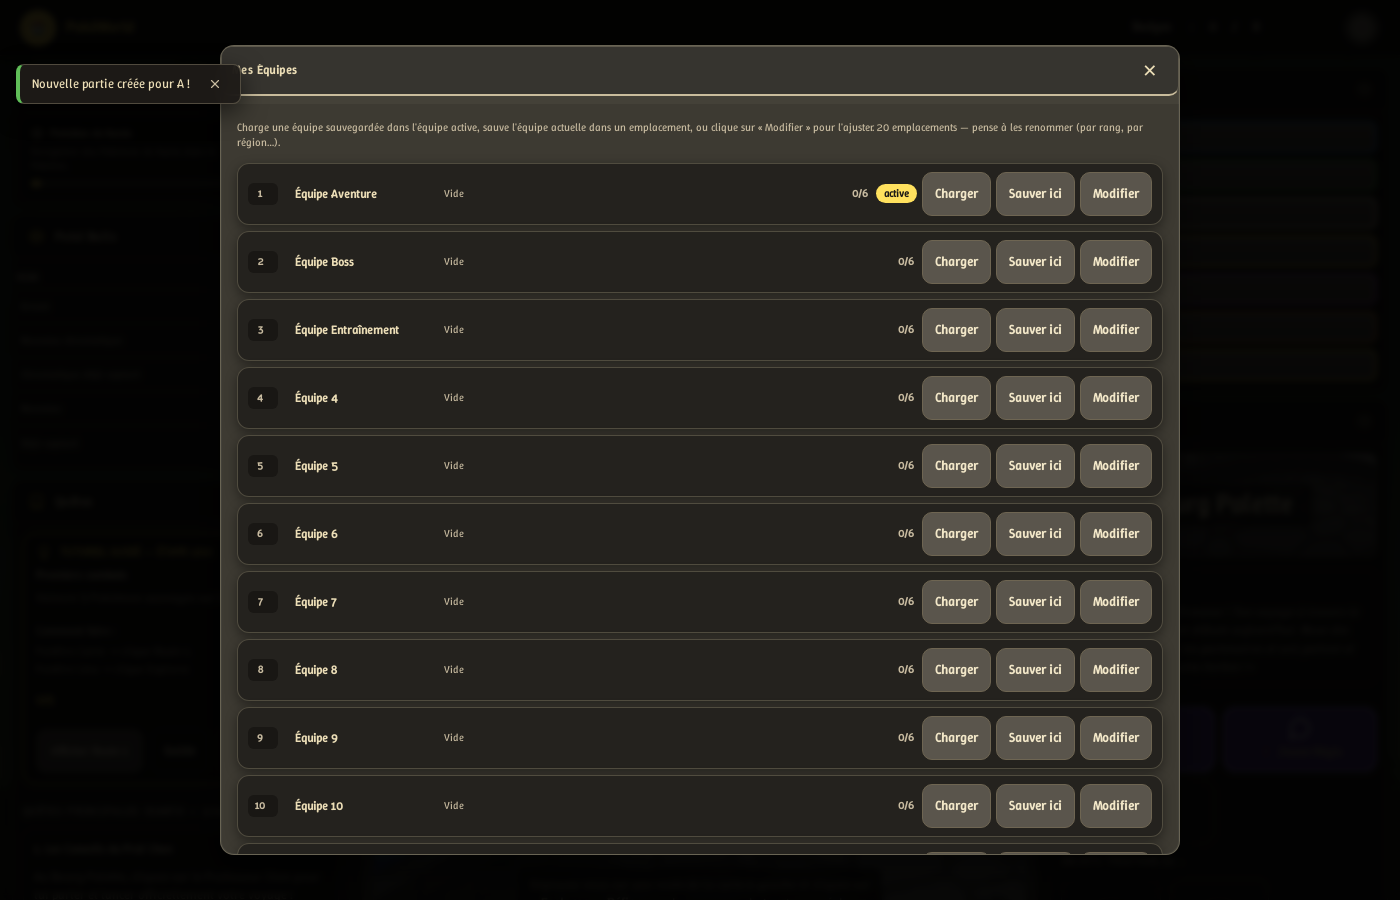 Nouvelle partie créée pour A !
es Équipes
Charge une équipe sauvegardée dans l'équipe active, sauve l'équipe actuelle dans un emplacement, ou clique sur « Modifier » pour l'ajuster. 20 emplacements — pense à les renommer (par rang, par
région...).
1 Équipe Aventure Vide 0/6 active Charger Sauver ici Modifier
2 Équipe Boss Vide 0/6 Charger Sauver ici Modifier
3 Équipe Entraînement Vide 0/6 Charger Sauver ici Modifier
4 Équipe 4 Vide 0/6 Charger Sauver ici Modifier
5 Équipe 5 Vide 0/6 Charger Sauver ici Modifier
6 Équipe 6 Vide 0/6 Charger Sauver ici Modifier
7 Équipe 7 Vide 0/6 Charger Sauver ici Modifier
8 Équipe 8 Vide 0/6 Charger Sauver ici Modifier
9 Équipe 9 Vide 0/6 Charger Sauver ici Modifier
10 Équipe 10 Vide 0/6 Charger Sauver ici Modifier